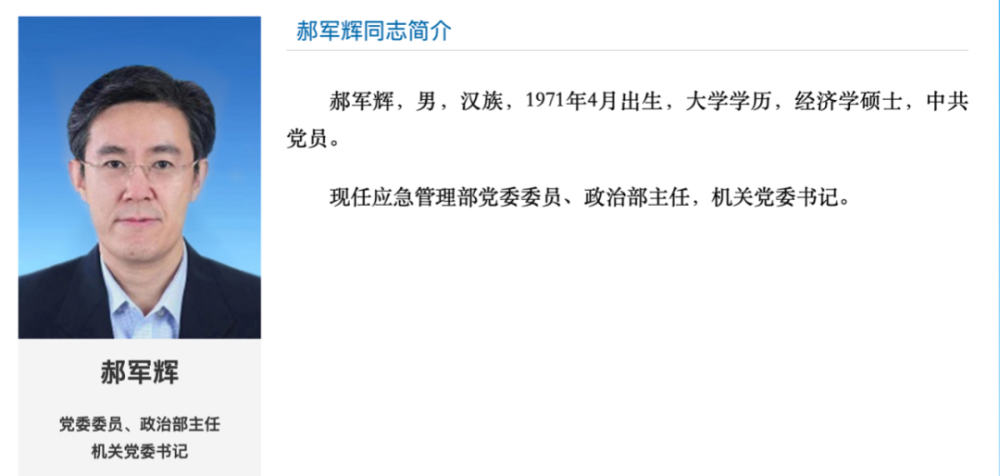 郝军辉同志简介
郝军辉，男，汉族，1971年4月出生，大学学历，经济学硕士，中共
党员。
现任应急管理部党委委员、政治部主任，机关党委书记。
郝军辉
党委委员、政治部主任
机关党委书记